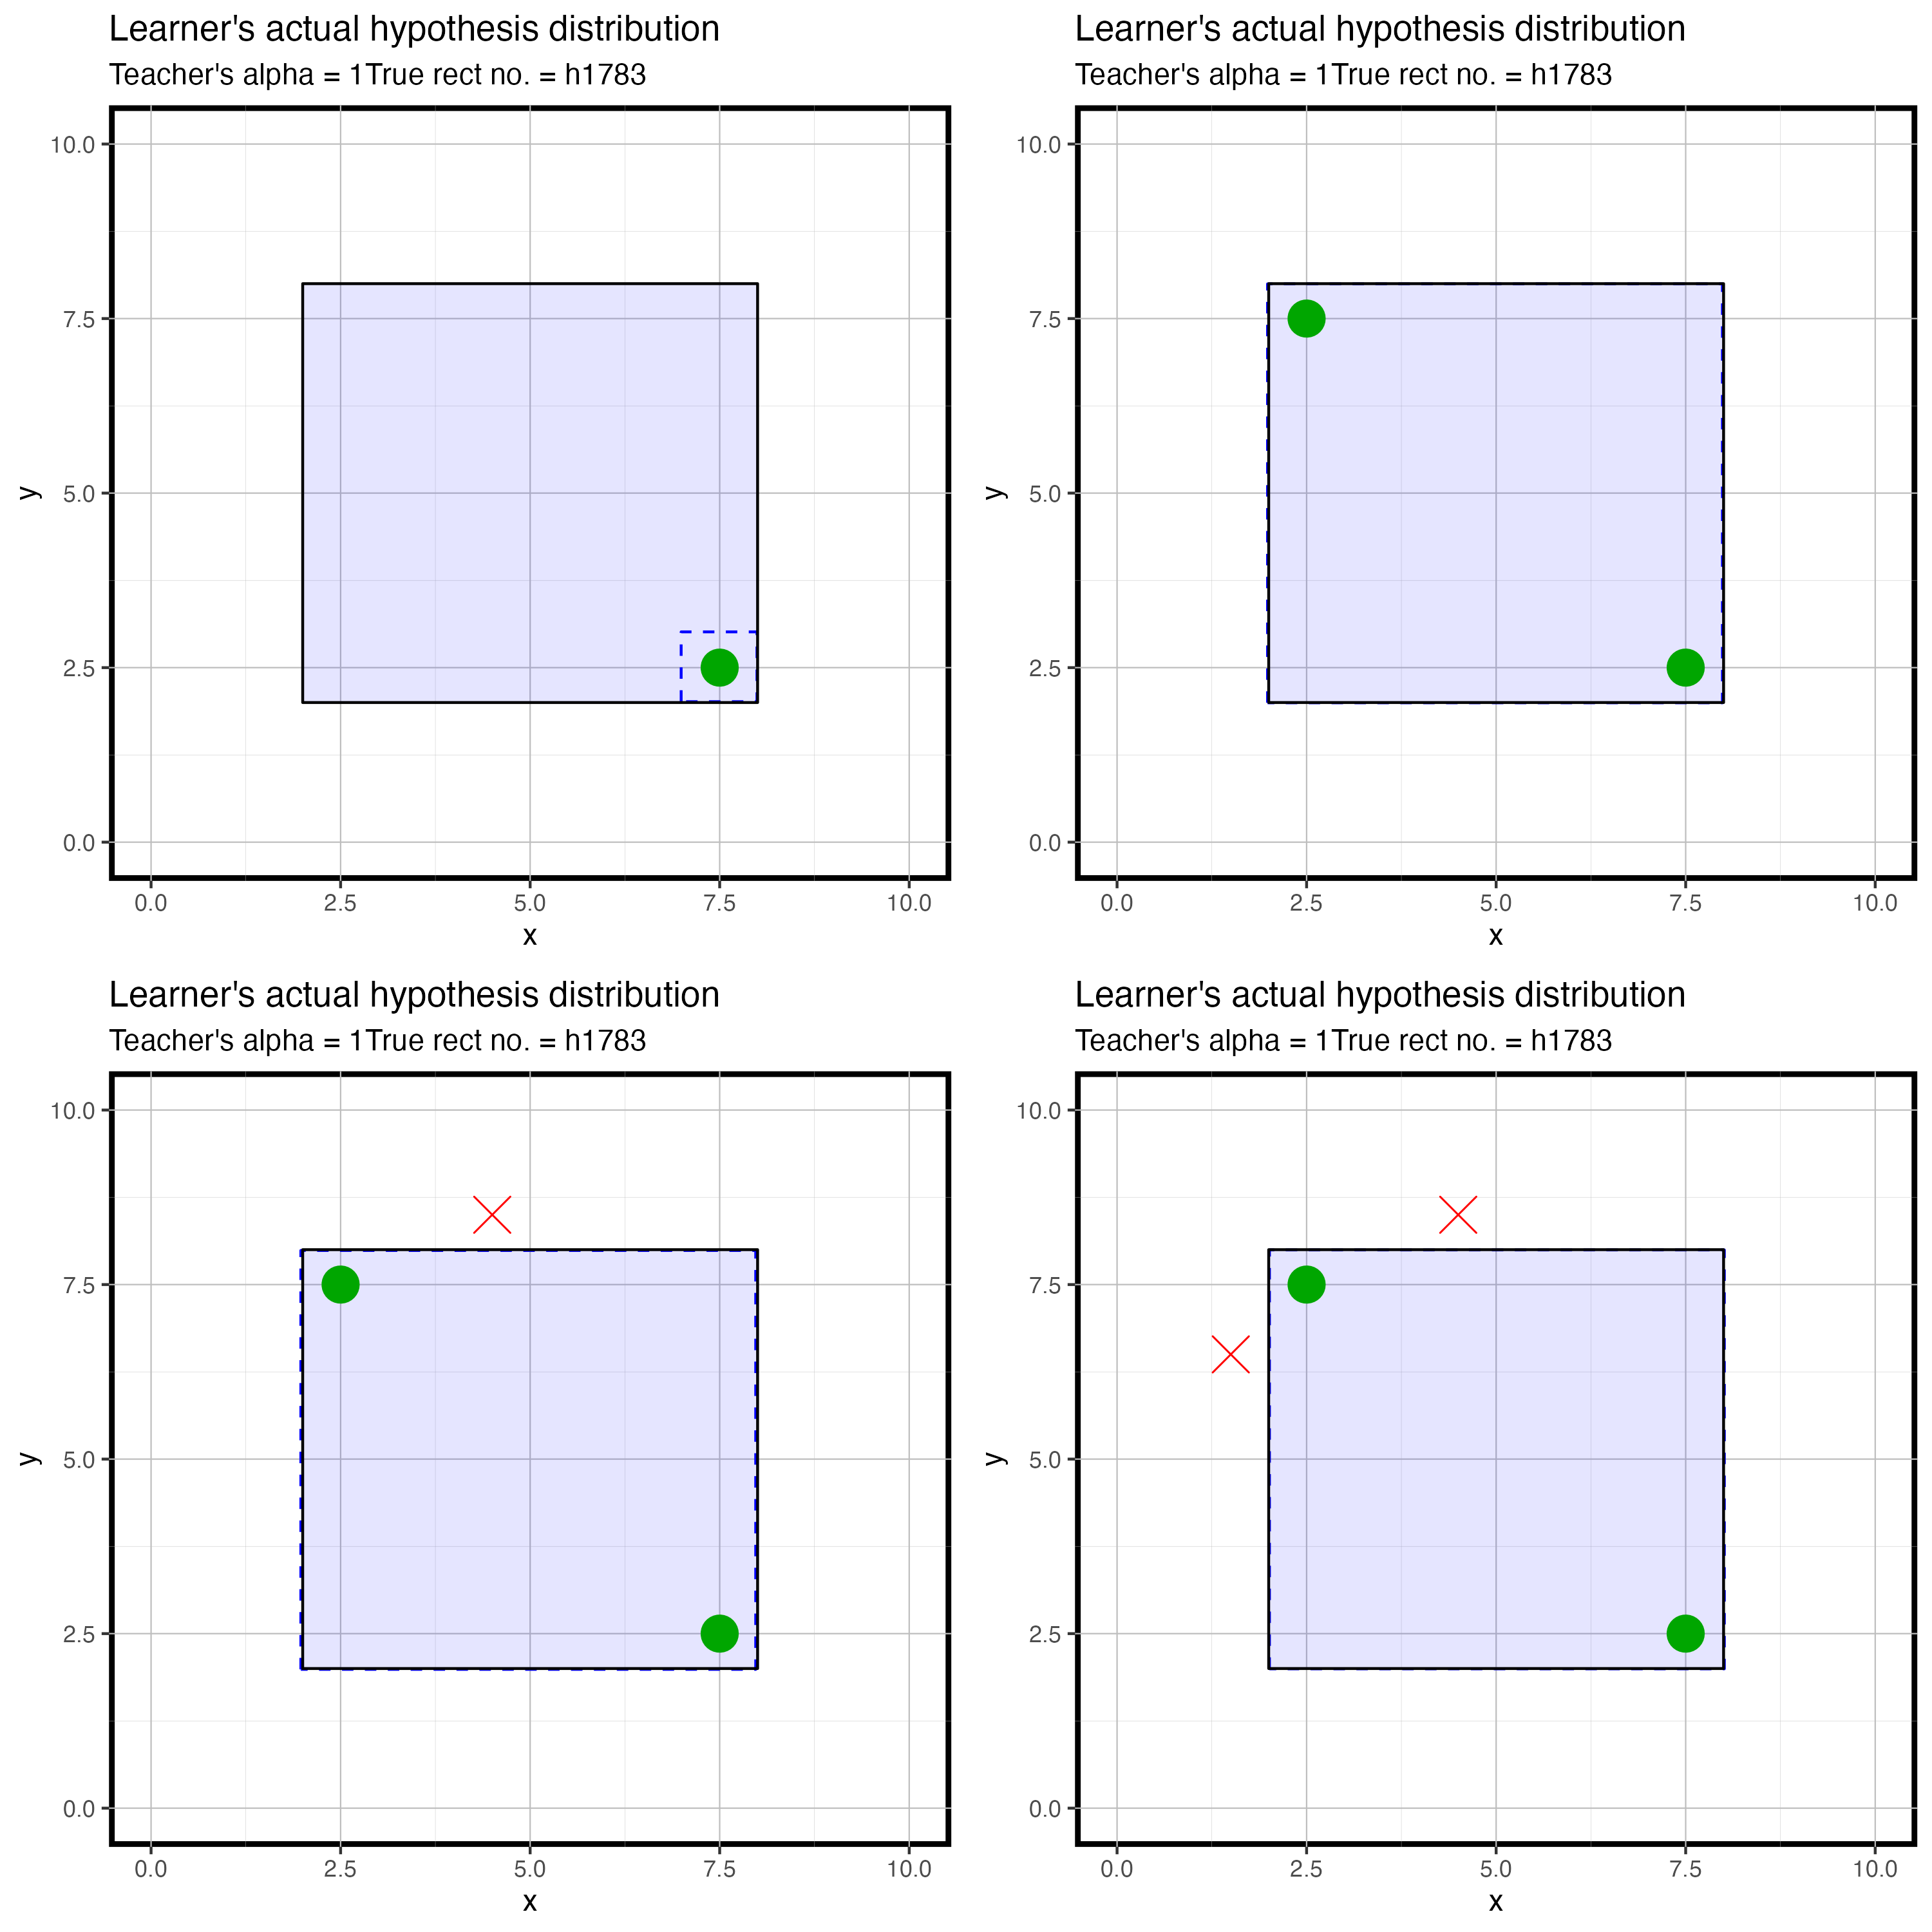 Learner's actual hypothesis distribution
Teacher's alpha = 1True rect no. = h1783
10.0
7.5
5.0
2.5
0.0
y
0.0 2.5 5.0 7.5 10.0
x
Learner's actual hypothesis distribution
Teacher's alpha = 1True rect no. = h1783
10.0
7.5
5.0
2.5
0.0
y
0.0 2.5 5.0 7.5 10.0
x
Learner's actual hypothesis distribution
Teacher's alpha = 1True rect no. = h1783
10.0
7.5
5.0
2.5
0.0
y
0.0 2.5 5.0 7.5 10.0
x
Learner's actual hypothesis distribution
Teacher's alpha = 1True rect no. = h1783
10.0
7.5
5.0
2.5
0.0
y
0.0 2.5 5.0 7.5 10.0
x